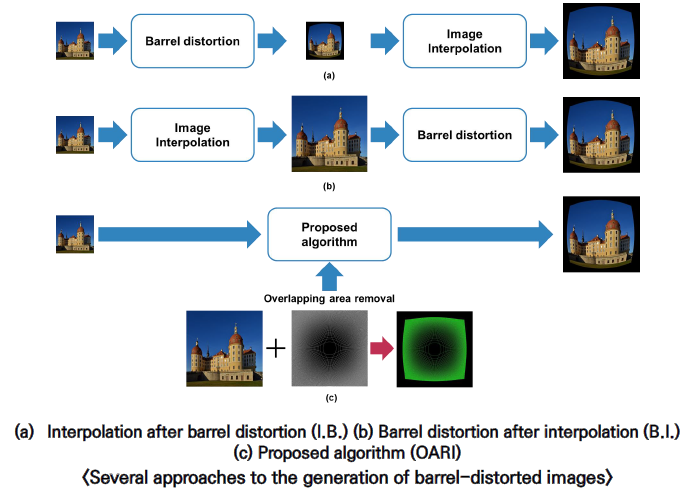 Barrel distortion
Image
Interpolation
(a)
Image
Interpolation
Barrel distortion
(b)
Proposed
algorithm
Overlapping area removal
(c)
(a) Interpolation after barrel distortion (I.B.) (b) Barrel distortion after interpolation (B.I.)
(c) Proposed algorithm (OARI)
〈Several approaches to the generation of barrel-distorted images〉